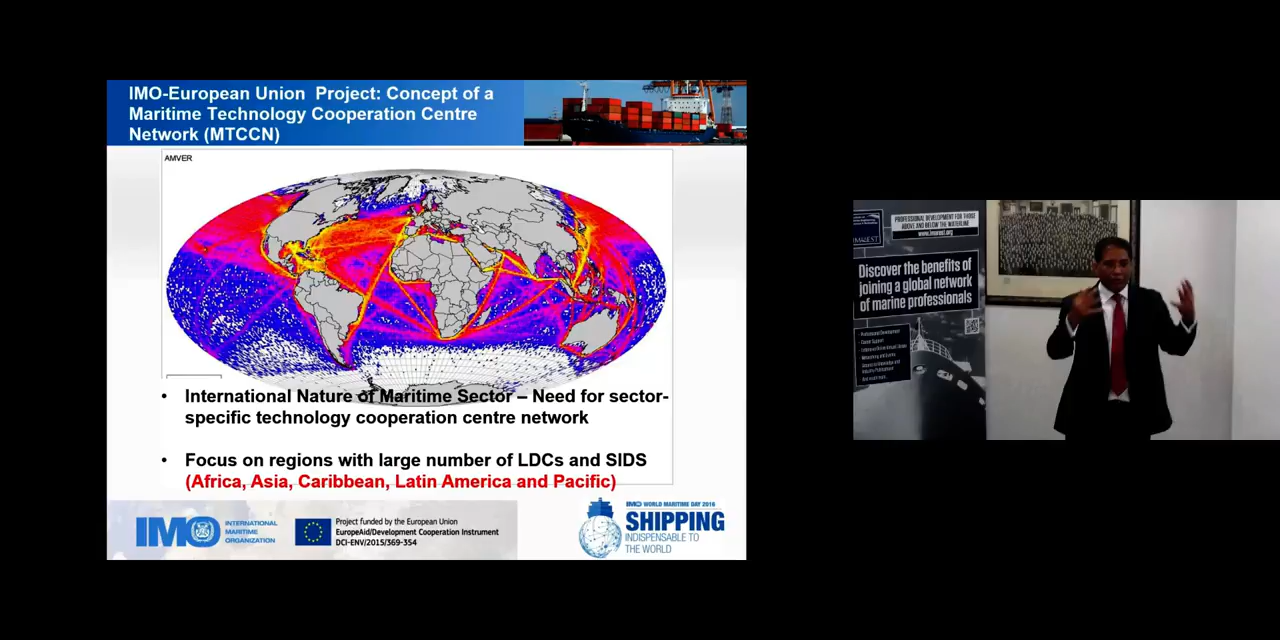 IMO-European Union Project: Concept of a
Maritime Technology Cooperation Centre
Network (MTCCN)
AMVER
• International Nature of Maritime Sector – Need for sector-
specific technology cooperation centre network
• Focus on regions with large number of LDCs and SIDS
(Africa, Asia, Caribbean, Latin America and Pacific)
IMO
INTERNATIONAL
MARITIME
ORGANIZATION
Project funded by the European Union
EuropeAid/Development Cooperation Instrument
DCI-ENV/2015/369-354
IMO WORLD MARITIME DAY 2016
SHIPPING
INDISPENSABLE TO
THE WORLD
IMAREST
PROFESSIONAL DEVELOPMENT FOR THOSE
ABOVE AND BELOW THE WATERLINE
www.imarest.org
Discover the benefits of
joining a global network
of marine professionals